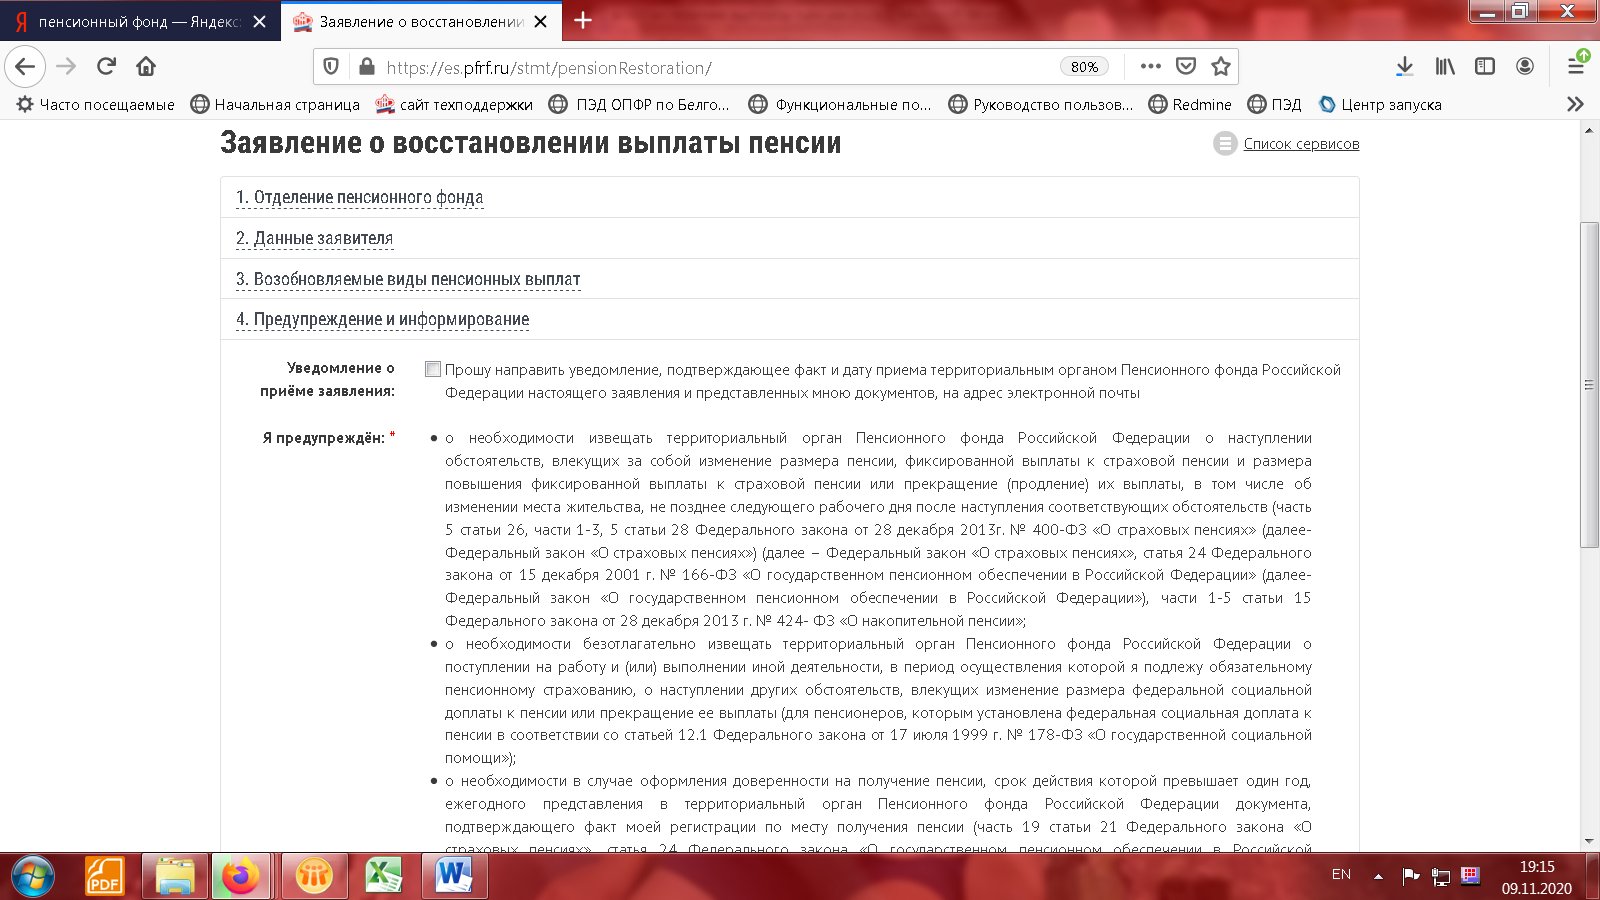 пенсионный фонд — Яндекс:
Заявление о восстановлении
https://es.pfrf.ru/stmt/pensionRestoration/
80%
Часто посещаемые
Начальная страница
сайт техподдержки
ПЭД ОПФР по Белго...
Функциональные по...
Руководство пользов...
Redmine
ПЭД
Центр запуска
Заявление о восстановлении выплаты пенсии
Список сервисов
1. Отделение пенсионного фонда
2. Данные заявителя
3. Возобновляемые виды пенсионных выплат
4. Предупреждение и информирование
Уведомление о
приёме заявления:
Прошу направить уведомление, подтверждающее факт и дату приема территориальным органом Пенсионного фонда Российской
Федерации настоящего заявления и представленных мною документов, на адрес электронной почты
Я предупреждён: *
о необходимости извещать территориальный орган Пенсионного фонда Российской Федерации о наступлении
обстоятельств, влекущих за собой изменение размера пенсии, фиксированной выплаты к страховой пенсии и размера
повышения фиксированной выплаты к страховой пенсии или прекращение (продление) их выплаты, в том числе об
изменении места жительства, не позднее следующего рабочего дня после наступления соответствующих обстоятельств (часть
5 статьи 26, части 1-3, 5 статьи 28 Федерального закона от 28 декабря 2013г. № 400-ФЗ «О страховых пенсиях» (далее-
Федеральный закон «О страховых пенсиях») (далее – Федеральный закон «О страховых пенсиях», статья 24 Федерального
закона от 15 декабря 2001 г. № 166-ФЗ «О государственном пенсионном обеспечении в Российской Федерации» (далее-
Федеральный закон «О государственном пенсионном обеспечении в Российской Федерации»), части 1-5 статьи 15
Федерального закона от 28 декабря 2013 г. № 424- ФЗ «О накопительной пенсии»;
о необходимости безотлагательно извещать территориальный орган Пенсионного фонда Российской Федерации о
поступлении на работу и (или) выполнении иной деятельности, в период осуществления которой я подлежу обязательному
пенсионному страхованию, о наступлении других обстоятельств, влекущих изменение размера федеральной социальной
доплаты к пенсии или прекращение ее выплаты (для пенсионеров, которым установлена федеральная социальная доплата к
пенсии в соответствии со статьей 12.1 Федерального закона от 17 июля 1999 г. № 178-ФЗ «О государственной социальной
помощи»);
о необходимости в случае оформления доверенности на получение пенсии, срок действия которой превышает один год,
ежегодного представления в территориальный орган Пенсионного фонда Российской Федерации документа,
подтверждающего факт моей регистрации по месту получения пенсии (часть 19 статьи 21 Федерального закона «О
страховых пенсиях», статья 24 Федерального закона «О государственном пенсионном обеспечении в Российской
PDF
EN
19:15
09.11.2020